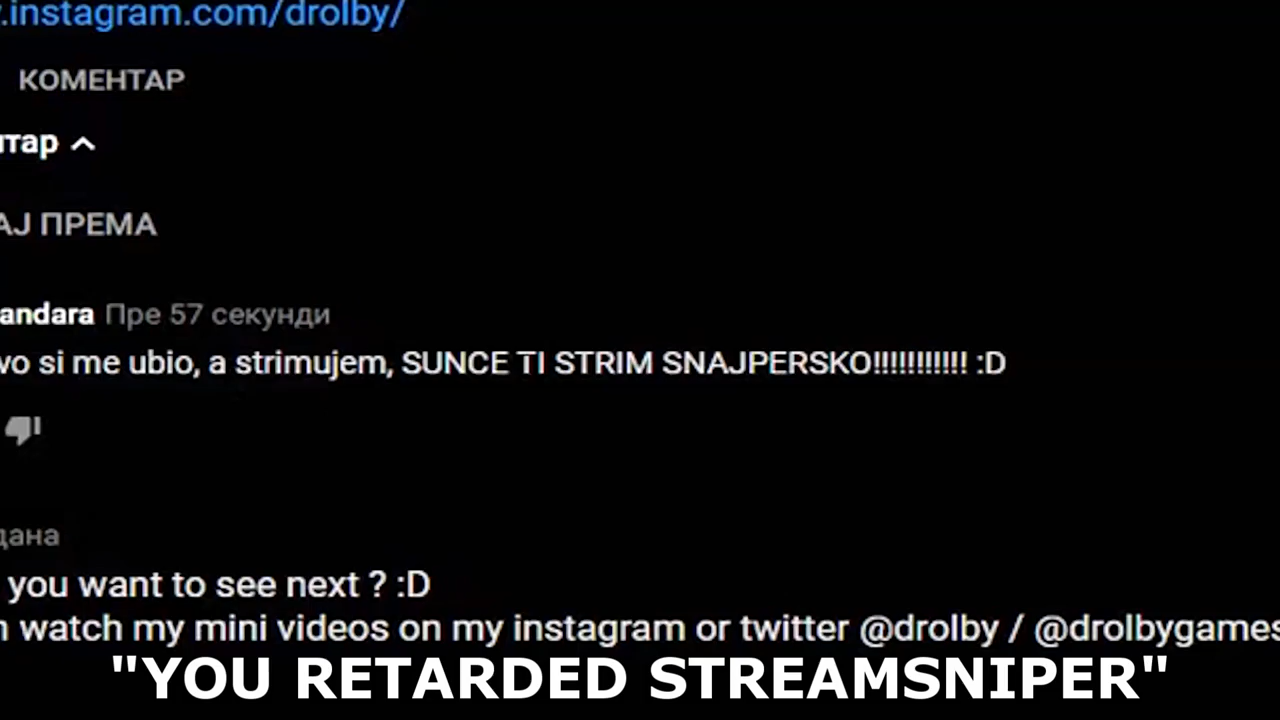 .instagram.com/drolby/
КОМЕНТАР
нтар
АЈ ПРЕМА
andara Пре 57 секунди
vo si me ubio, a strimujem, SUNCE TI STRIM SNAJPERSKO!!!!!!!!!!! :D
дана
you want to see next ? :D
n watch my mini videos on my instagram or twitter @drolby / @drolbygames
"YOU RETARDED STREAMSNIPER"